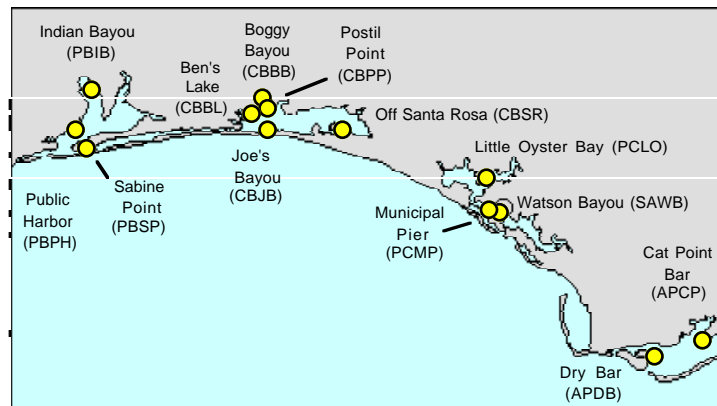 Indian Bayou
(PBIB)
Boggy
Bayou
(CBBB)
Postil
Point
(CBPP)
Ben's
Lake
(CBBL)
Off Santa Rosa (CBSR)
Little Oyster Bay (PCLO)
Joe's
Bayou
(CBJB)
Sabine
Point
(PBSP)
Public
Harbor
(PBPH)
Watson Bayou (SAWB)
Municipal
Pier
(PCMP)
Cat Point
Bar
(APCP)
Dry Bar
(APDB)